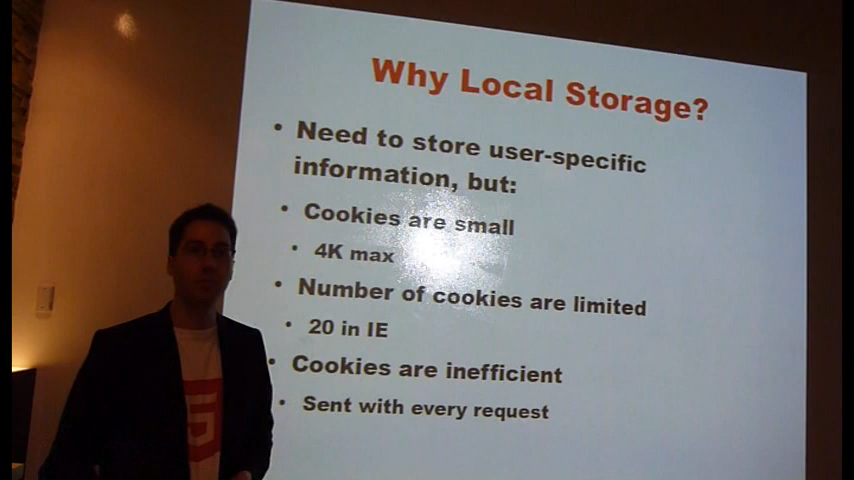 Why Local Storage?
• Need to store user-specific
information, but:
• Cookies are small
• 4K max
• Number of cookies are limited
• 20 in IE
• Cookies are inefficient
• Sent with every request